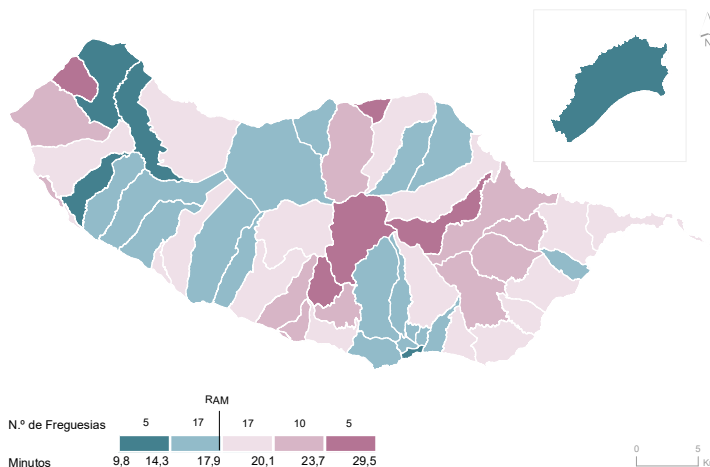 N
RAM
N.º de Freguesias 5 17 17 10 5
Minutos 9,8 14,3 17,9 20,1 23,7 29,5
0 5